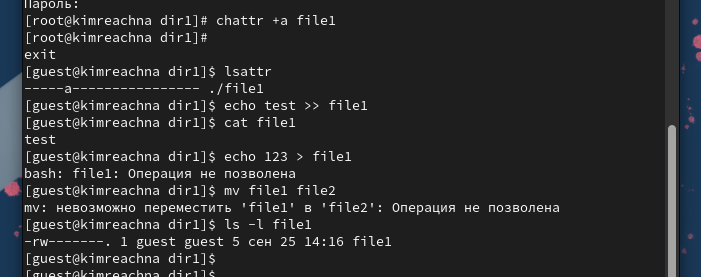 Пароль:
[root@kimreachna dir1]# chattr +a file1
[root@kimreachna dir1]#
exit
[guest@kimreachna dir1]$ lsattr
-----a---------------- ./file1
[guest@kimreachna dir1]$ echo test >> file1
[guest@kimreachna dir1]$ cat file1
test
[guest@kimreachna dir1]$ echo 123 > file1
bash: file1: Операция не позволена
[guest@kimreachna dir1]$ mv file1 file2
mv: невозможно переместить 'file1' в 'file2': Операция не позволена
[guest@kimreachna dir1]$ ls -l file1
-rw-------. 1 guest guest 5 сен 25 14:16 file1
[guest@kimreachna dir1]$
[guest@kimreachna dir1]$